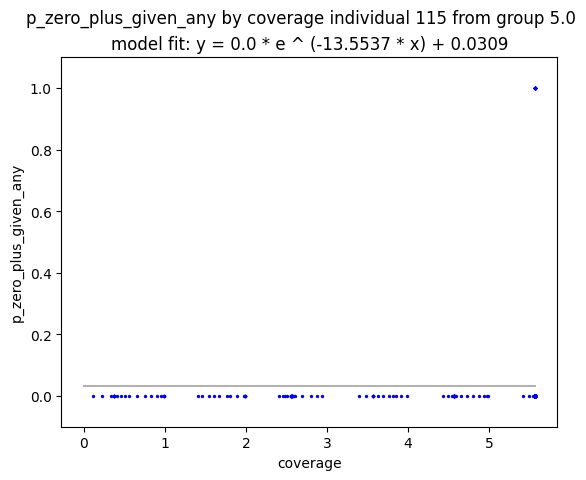 p_zero_plus_given_any by coverage individual 115 from group 5.0
model fit: y = 0.0 * e ^ (-13.5537 * x) + 0.0309
1.0
0.8
0.6
0.4
0.2
0.0
p_zero_plus_given_any
0 1 2 3 4 5
coverage